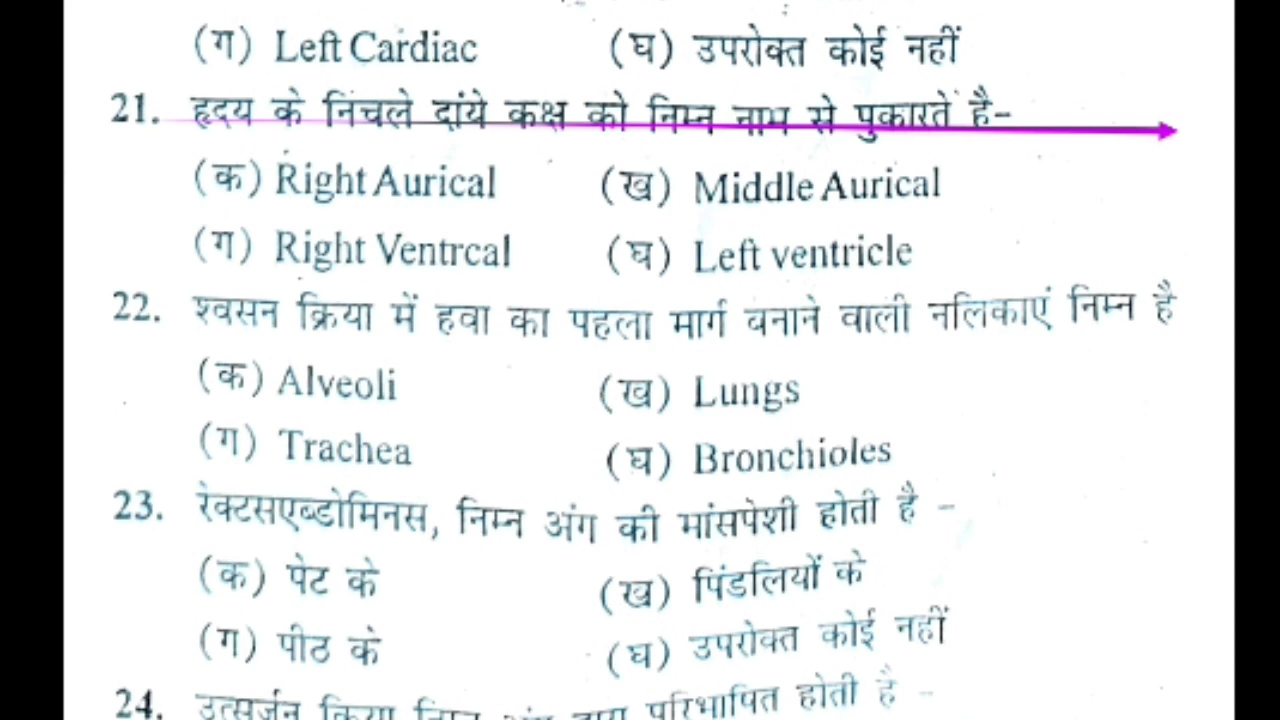 (ग) Left Cardiac (घ) उपरोक्त कोई नहीं
21. हृदय के निचले दांये कक्ष को निम्न नाम से पुकारते है-
(क) Right Aurical (ख) Middle Aurical
(ग) Right Ventrcal (घ) Left ventricle
22. श्वसन क्रिया में हवा का पहला मार्ग बनाने वाली नलिकाएं निम्न है
(क) Alveoli (ख) Lungs
(ग) Trachea (घ) Bronchioles
23. रेक्टसएब्डोमिनस, निम्न अंग की मांसपेशी होती है -
(क) पेट के (ख) पिंडलियों के
(ग) पीठ के (घ) उपरोक्त कोई नहीं
24. उत्सर्जन क्रिया निम्न अंग द्वारा परिभाषित होती है -